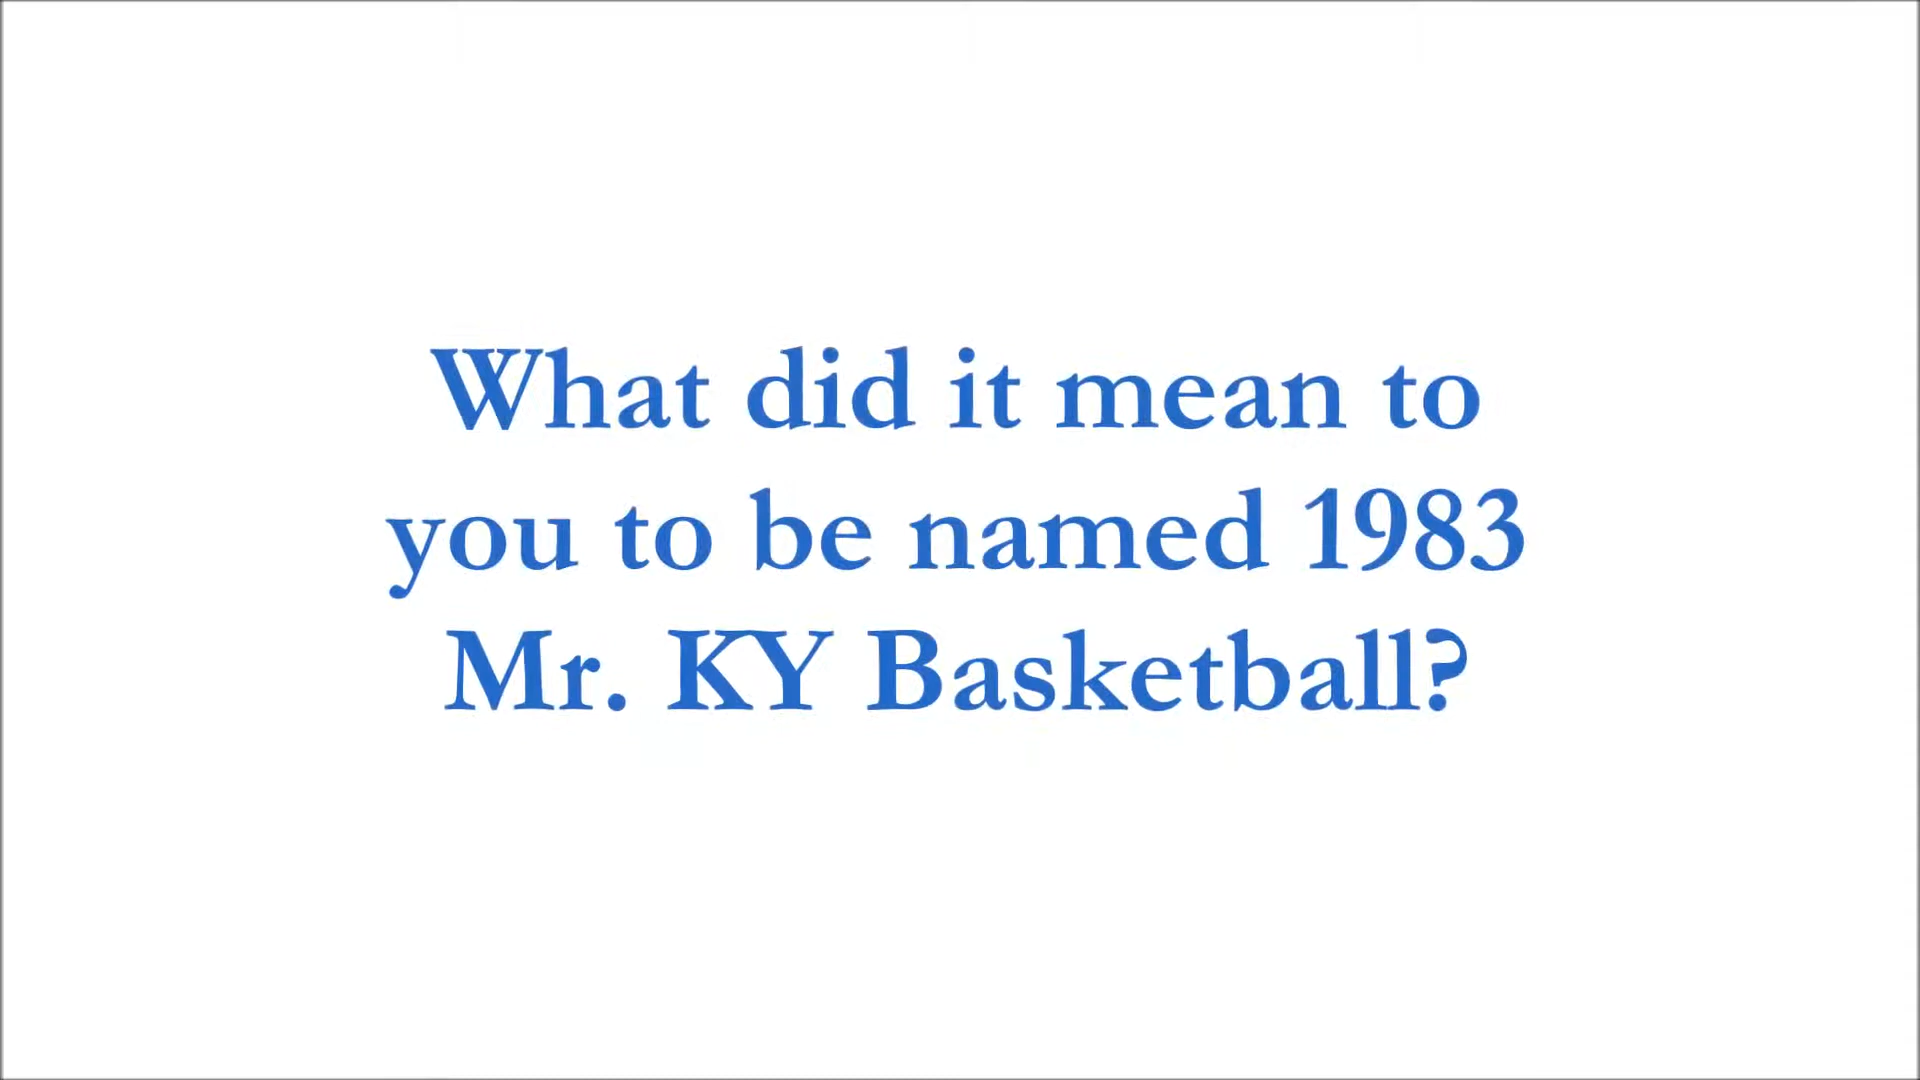 What did it mean to
you to be named 1983
Mr. KY Basketball?